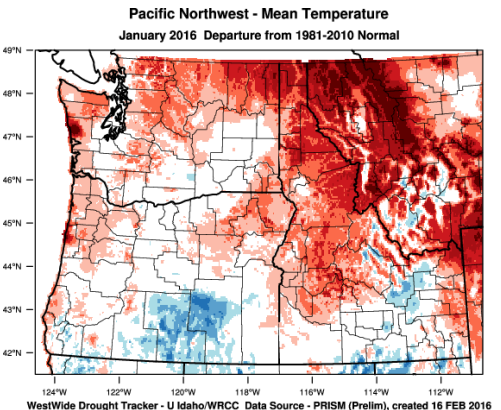 Pacific Northwest - Mean Temperature
January 2016 Departure from 1981-2010 Normal
49°N
48°N
47°N
46°N
45°N
44°N
43°N
42°N
124°W 122°W 120°W 118°W 116°W 114°W 112°W
WestWide Drought Tracker - U Idaho/WRCC Data Source - PRISM (Prelim), created 16 FEB 2016